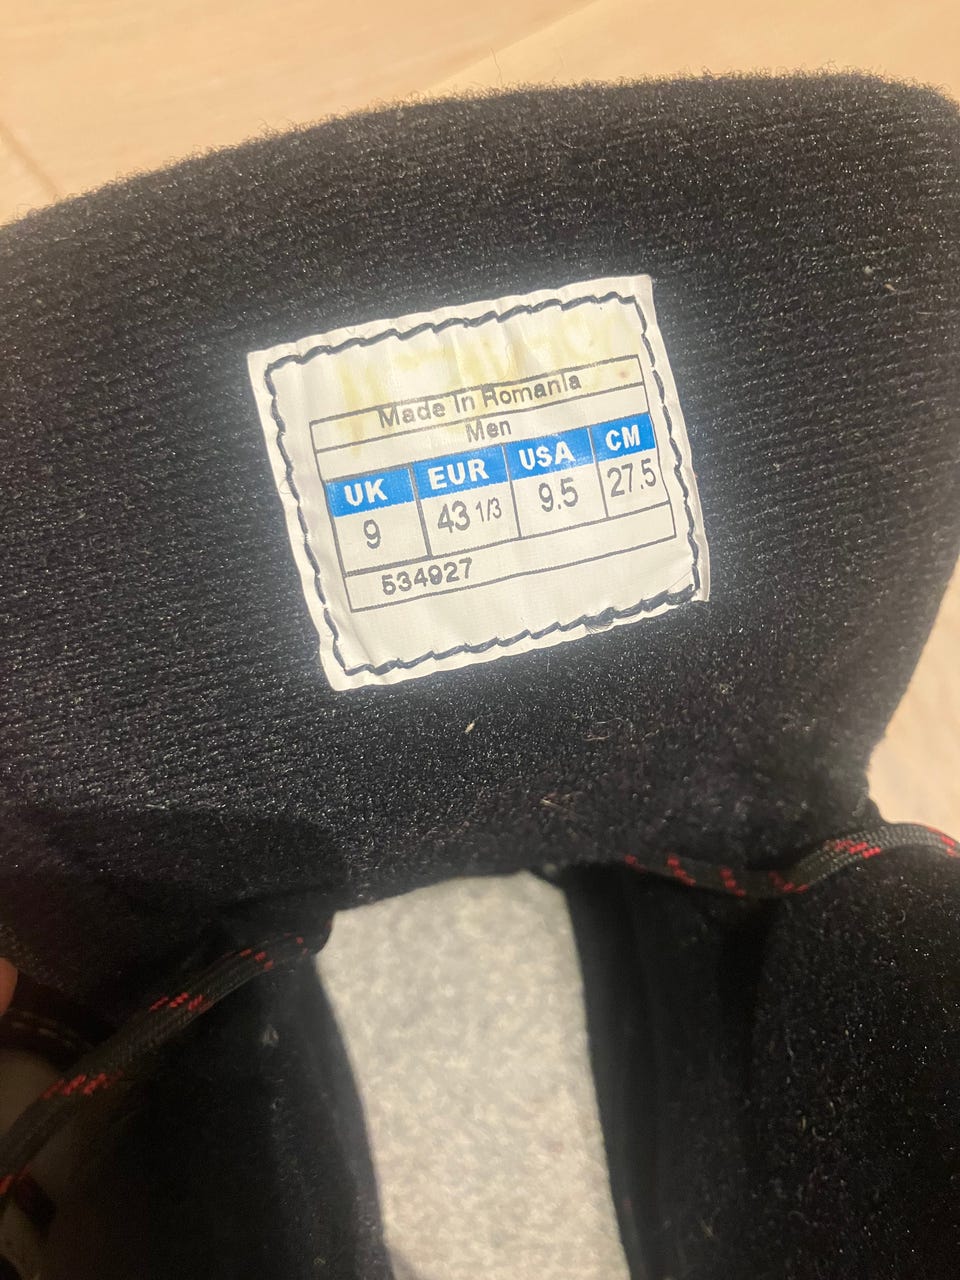 Made in Romania
Men
UK EUR USA CM
9 43 1/3 9.5 27.5
534927